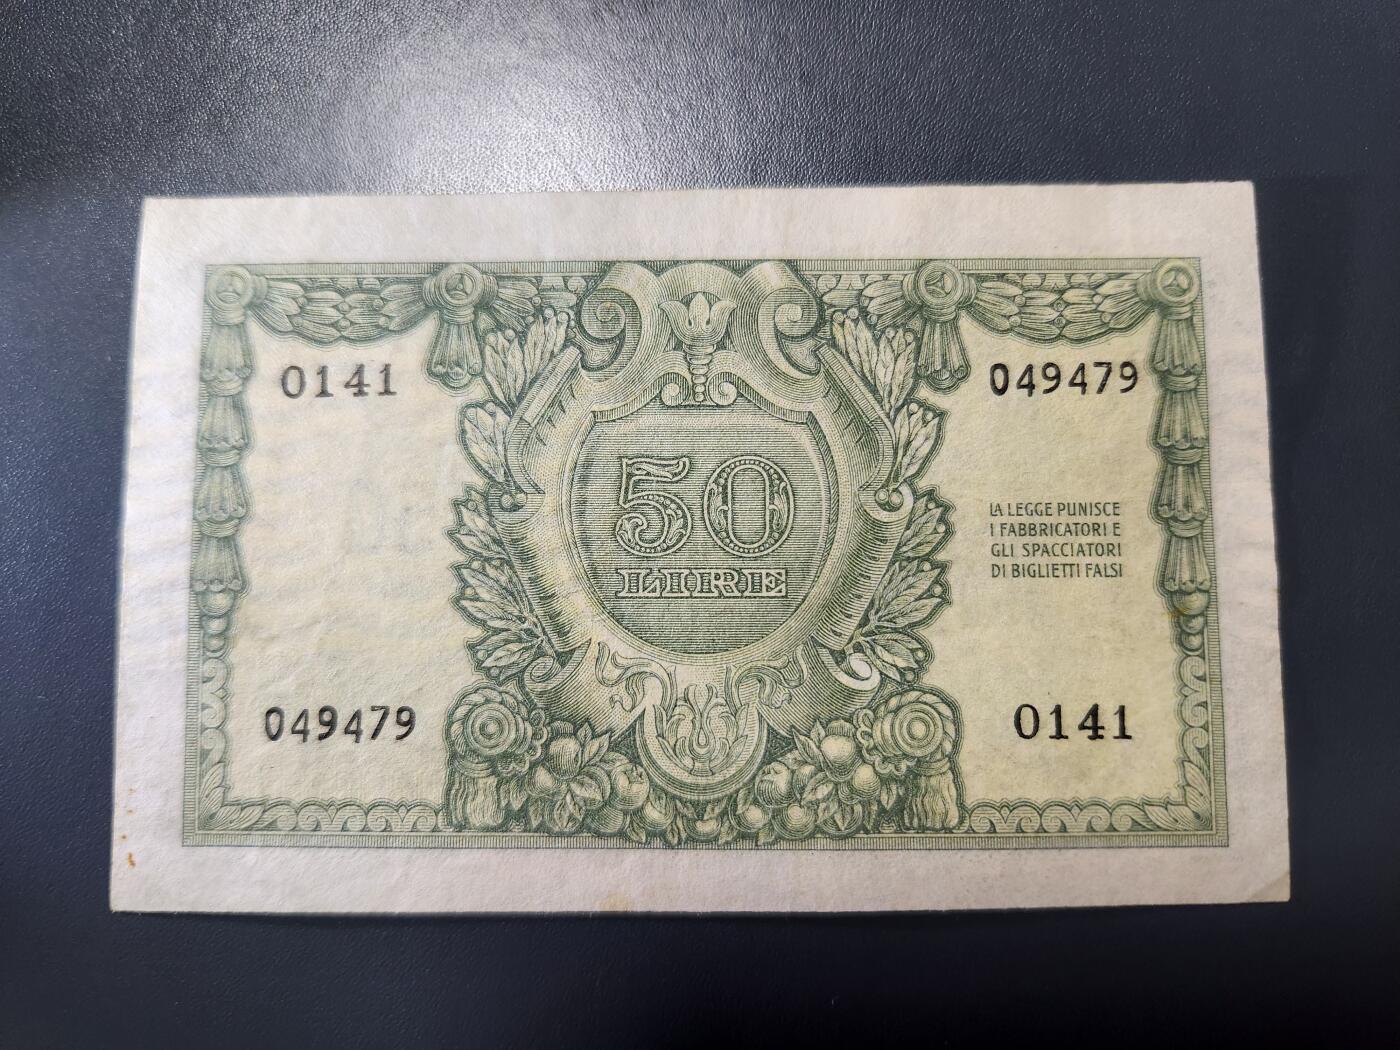 0141
049479
50
LIRE
LA LEGGE PUNISCE
I FABBRICATORI E
GLI SPACCIATORI
DI BIGLIETTI FALSI
049479
0141